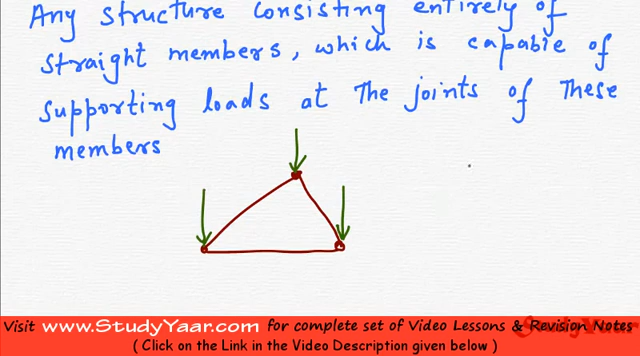 Any structure consisting entirely of
straight members, which is capable of
supporting loads at The joints of These
members
Visit www.StudyYaar.com for complete set of Video Lessons & Revision Notes
StudyYaar
( Click on the Link in the Video Description given below )